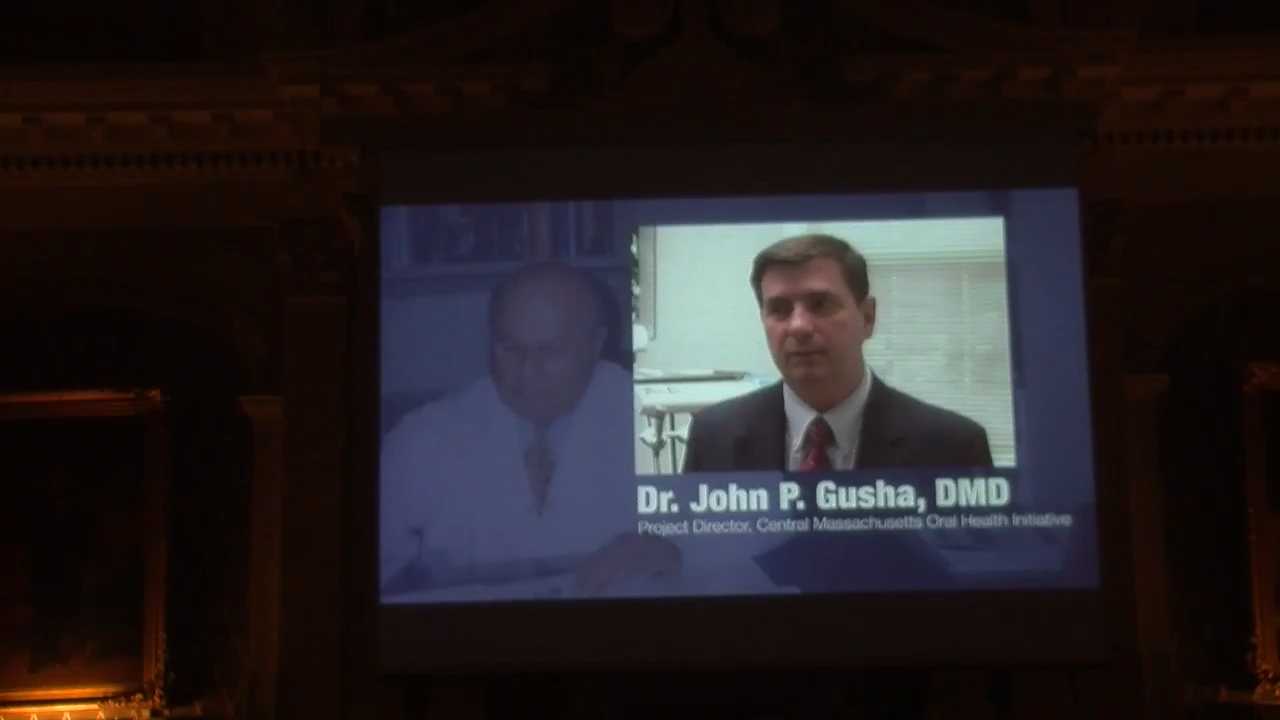 Dr. John P. Gusha, DMD
Project Director, Central Massachusetts Oral Health Initiative